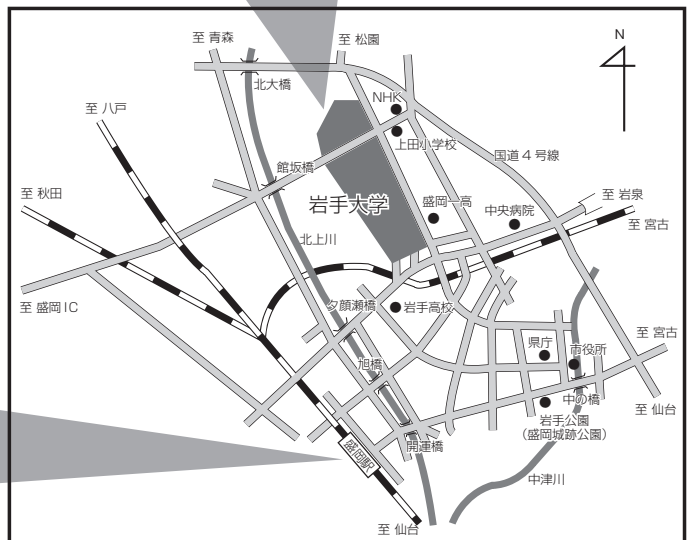 至 青森
至 松園
N
北大橋
NHK
至 八戸
上田小学校
国道４号線
館坂橋
至 秋田
岩手大学
盛岡一高
中央病院
至 岩泉
至 宮古
北上川
至 盛岡IC
夕顔瀬橋
岩手高校
県庁
市役所
至 宮古
旭橋
中の橋
至 仙台
岩手公園
（盛岡城跡公園）
開運橋
盛岡駅
中津川
至 仙台